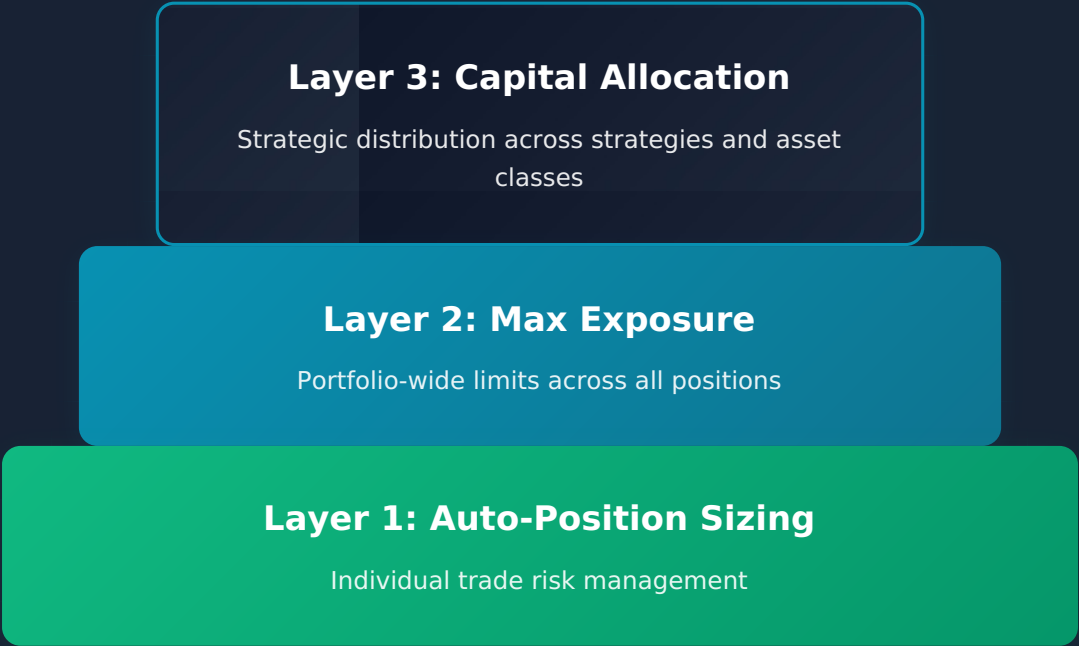 Layer 3: Capital Allocation
Strategic distribution across strategies and asset
classes
Layer 2: Max Exposure
Portfolio-wide limits across all positions
Layer 1: Auto-Position Sizing
Individual trade risk management